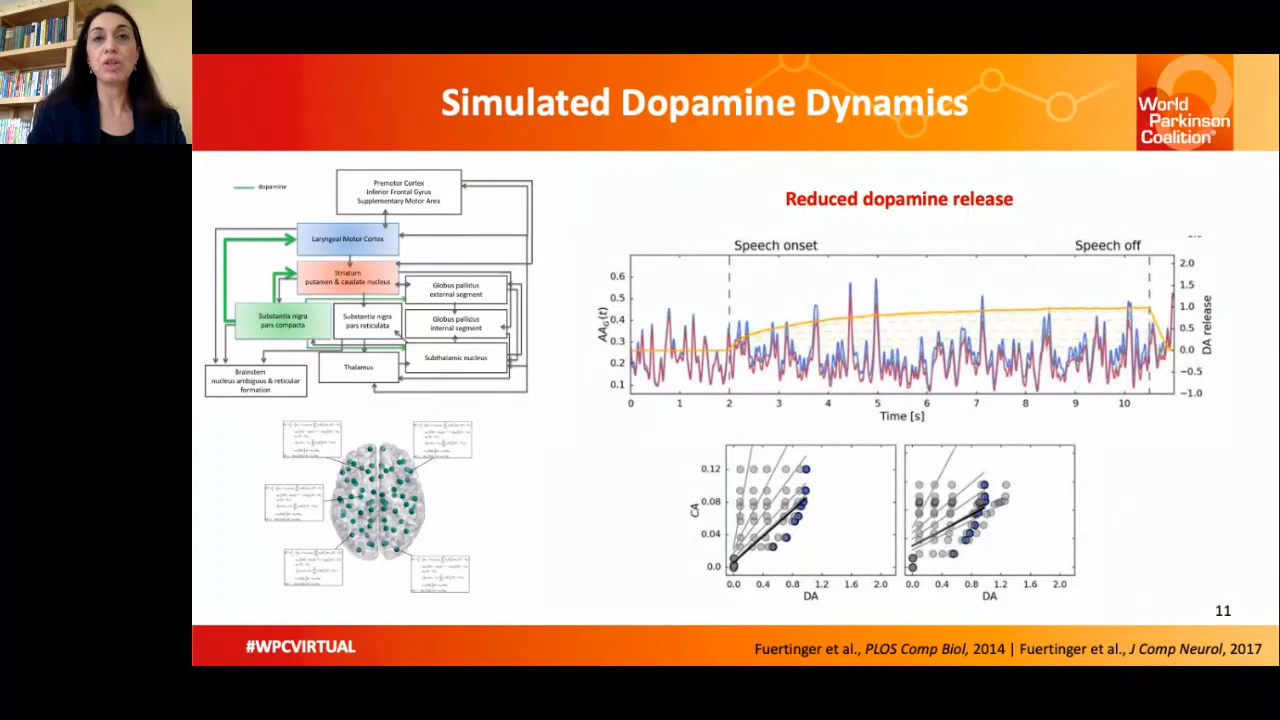 Simulated Dopamine Dynamics
World
Parkinson
Coalition®
dopamine
Premotor Cortex
Inferior Frontal Gyrus
Supplementary Motor Area
Laryngeal Motor Cortex
Striatum
putamen & caudate nucleus
Globus pallidus
external segment
Substantia nigra
pars compacta
Substantia nigra
pars reticulata
Globus pallidus
internal segment
Subthalamic nucleus
Thalamus
Brainstem
nucleus ambiguus & reticular
formation
Reduced dopamine release
Speech onset
Speech off
0.6
0.5
0.4
0.3
0.2
0.1
2.0
1.5
1.0
0.5
0.0
−0.5
−1.0
DA release
0 1 2 3 4 5 6 7 8 9 10
Time [s]
0.12
0.08
0.04
0.0
CA
0.0 0.4 0.8 1.2 1.6 2.0
DA
0.0 0.4 0.8 1.2 1.6 2.0
DA
11
#WPCVIRTUAL
Fuertinger et al., PLOS Comp Biol, 2014 | Fuertinger et al., J Comp Neurol, 2017